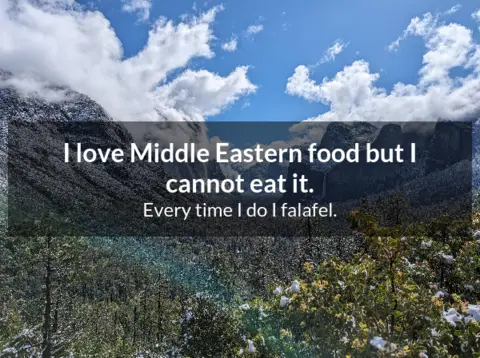 I love Middle Eastern food but I
cannot eat it.
Every time I do I falafel.